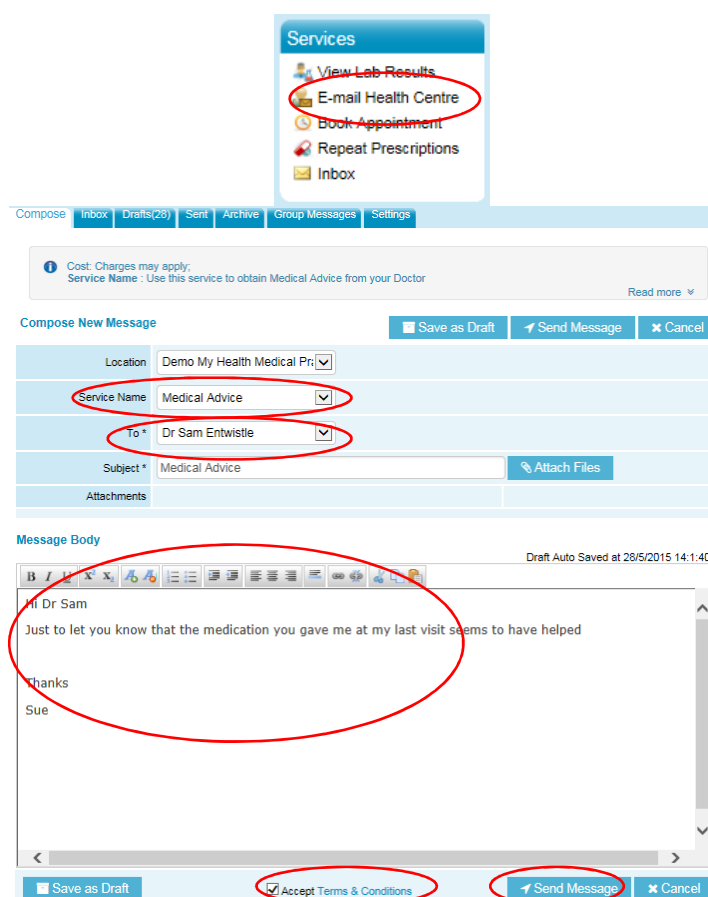 Services
View Lab Results
E-mail Health Centre
Book Appointment
Repeat Prescriptions
Inbox
Compose Inbox Drafts(28) Sent Archive Group Messages Settings
Cost: Charges may apply;
Service Name : Use this service to obtain Medical Advice from your Doctor
Read more
Compose New Message Save as Draft Send Message Cancel
Location Demo My Health Medical Pra
Service Name Medical Advice
To * Dr Sam Entwistle
Subject * Medical Advice Attach Files
Attachments
Message Body
Draft Auto Saved at 28/5/2015 14:1:40
B I U X² X₂
Hi Dr Sam
Just to let you know that the medication you gave me at my last visit seems to have helped
Thanks
Sue
Save as Draft Accept Terms & Conditions Send Message Cancel